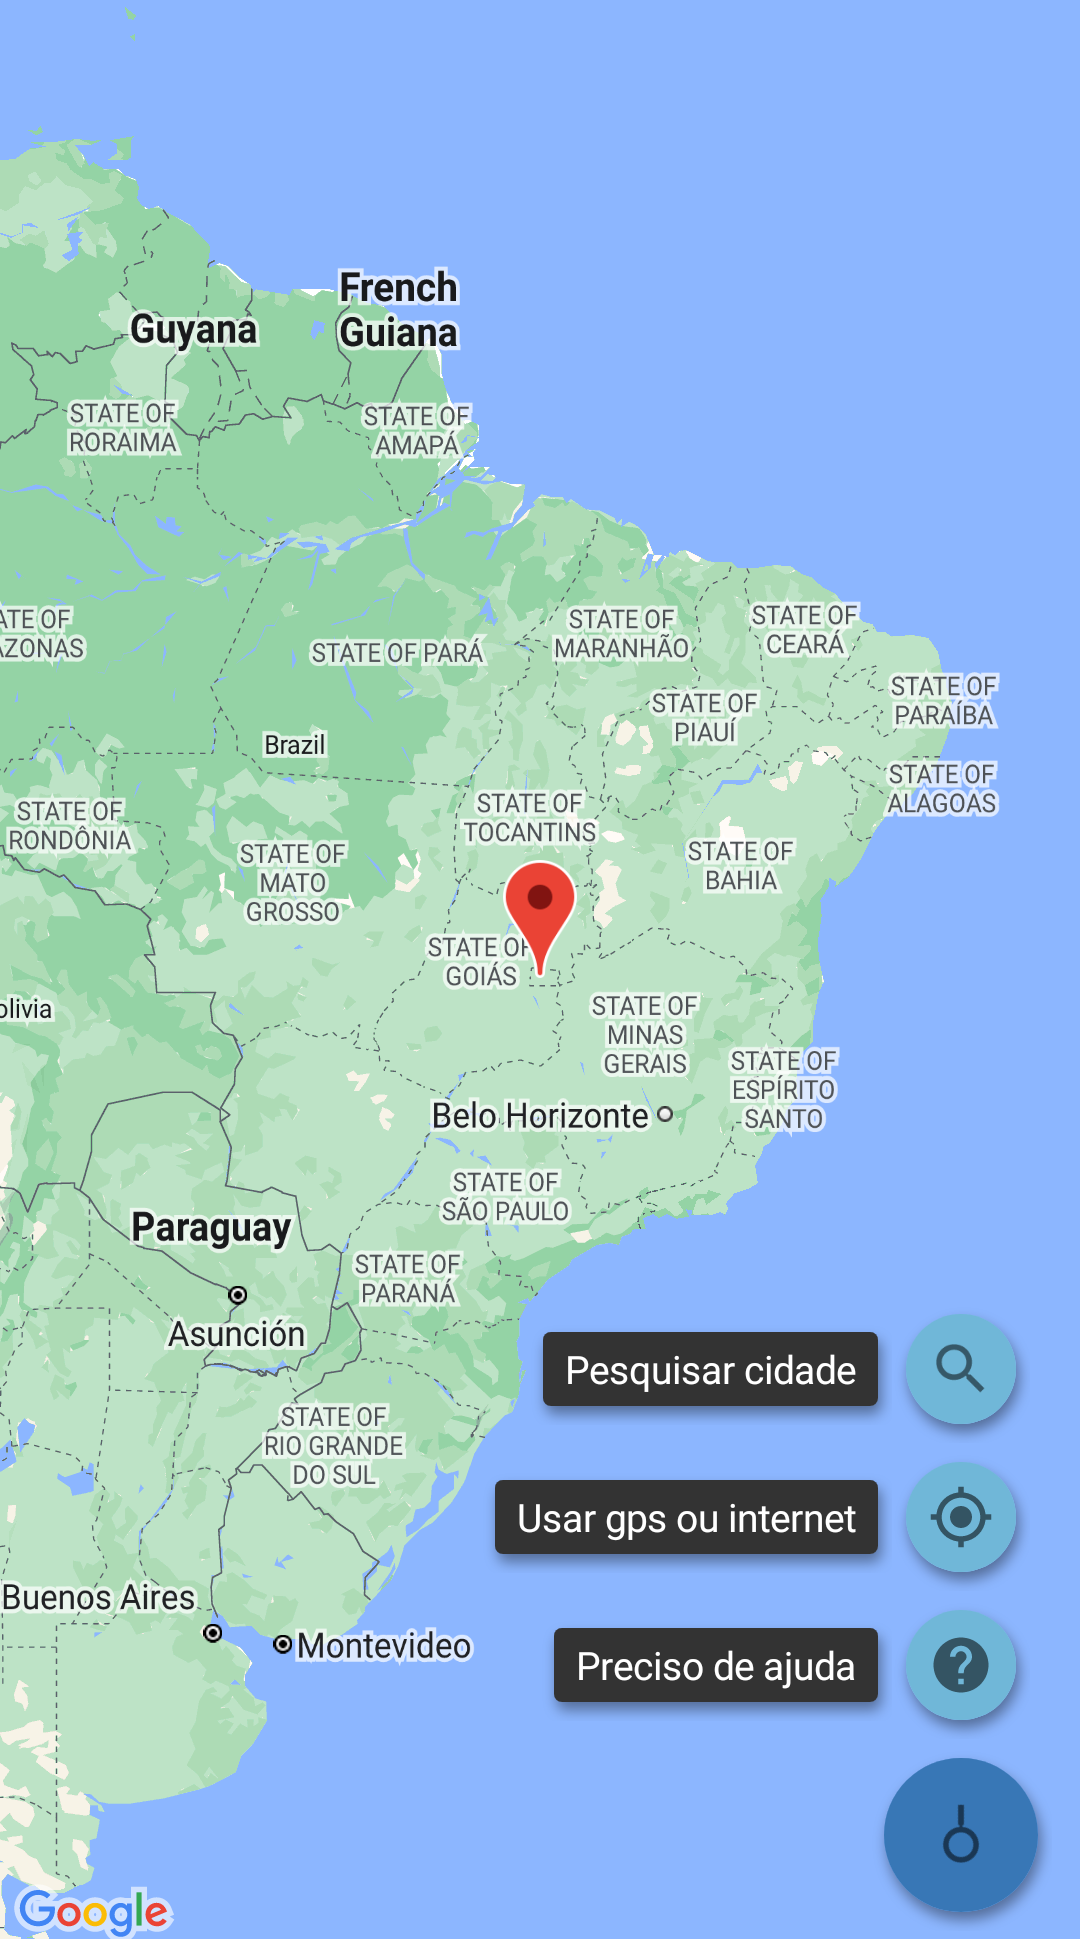 French
Guiana
Guyana
STATE OF
RORAIMA
STATE OF
AMAPÁ
ATE OF
AZONAS
STATE OF PARÁ
STATE OF
MARANHÃO
STATE OF
CEARÁ
STATE OF
PIAUÍ
STATE OF
PARAÍBA
Brazil
STATE OF
RONDÔNIA
STATE OF
TOCANTINS
STATE OF
ALAGOAS
STATE OF
MATO
GROSSO
STATE OF
BAHIA
STATE OF
GOIÁS
olivia
STATE OF
MINAS
GERAIS
STATE OF
ESPÍRITO
SANTO
Belo Horizonte
STATE OF
SÃO PAULO
Paraguay
STATE OF
PARANÁ
Asunción
Pesquisar cidade
STATE OF
RIO GRANDE
DO SUL
Usar gps ou internet
Buenos Aires
Montevideo
Preciso de ajuda
Google